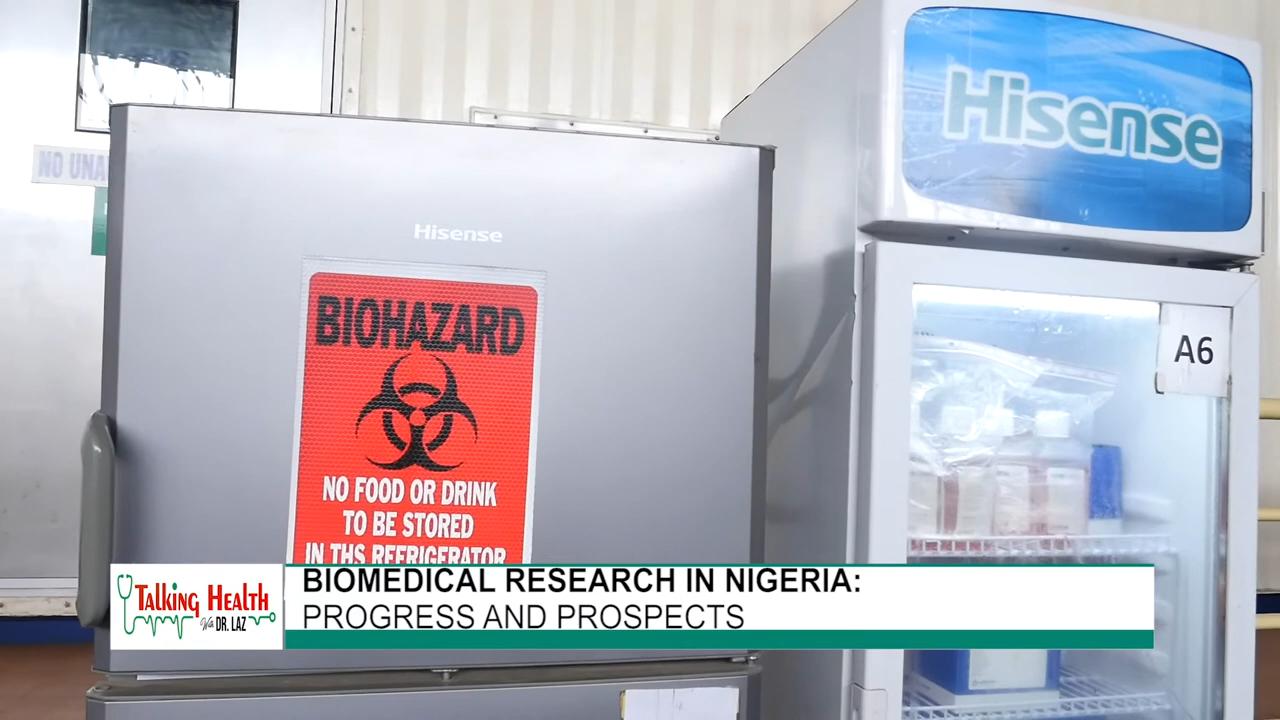 Hisense
NO UNA
Hisense
BIOHAZARD
NO FOOD OR DRINK
TO BE STORED
IN THS REFRIGERATOR
A6
TALKING HEALTH
With DR. LAZ
BIOMEDICAL RESEARCH IN NIGERIA:
PROGRESS AND PROSPECTS